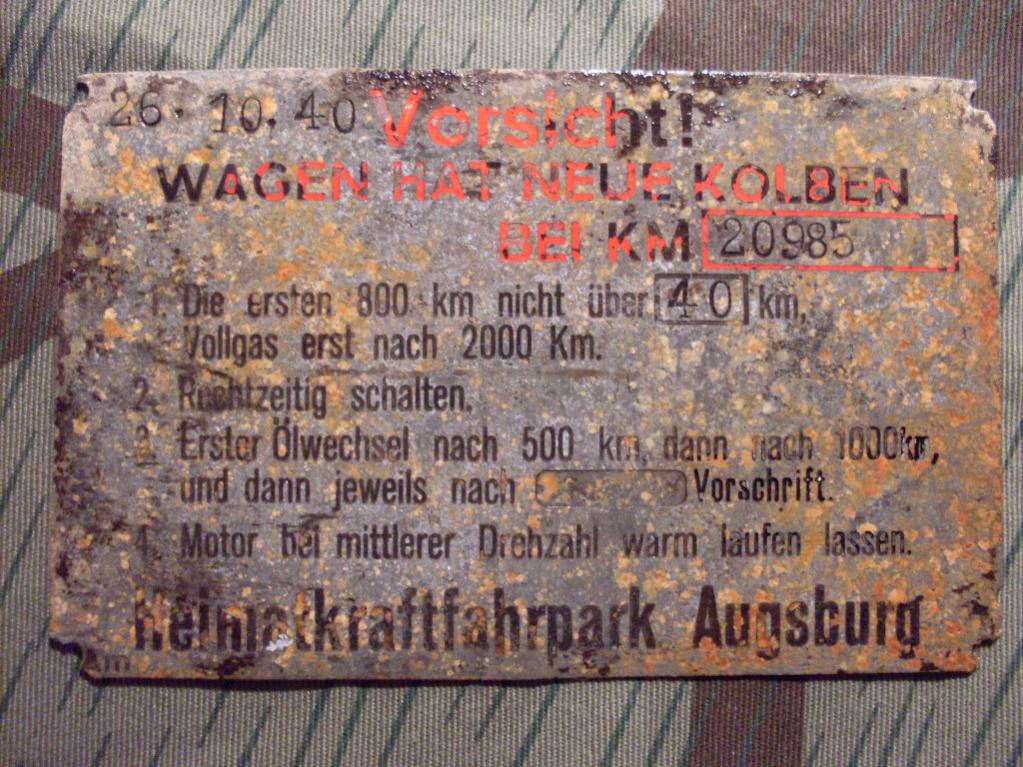 26. 10. 40 Vorsicht!
WAGEN HAT NEUE KOLBEN
BEI KM 20985
1. Die ersten 800 km nicht über 40 km,
Vollgas erst nach 2000 Km.
2. Rechtzeitig schalten.
3. Erster Ölwechsel nach 500 km, dann nach 1000km,
und dann jeweils nach Vorschrift.
4. Motor bei mittlerer Drehzahl warm laufen lassen.
Heimatkraftfahrpark Augsburg